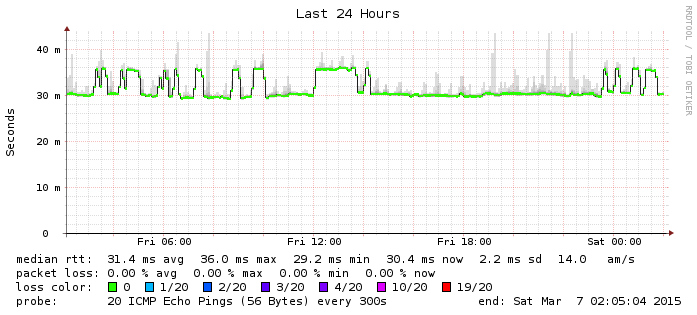 Last 24 Hours
RRDTOOL / TOBI OETIKER
Seconds
40 m
30 m
20 m
10 m
0
Fri 06:00 Fri 12:00 Fri 18:00 Sat 00:00
median rtt: 31.4 ms avg 36.0 ms max 29.2 ms min 30.4 ms now 2.2 ms sd 14.0 am/s
packet loss: 0.00 % avg 0.00 % max 0.00 % min 0.00 % now
loss color: 0 1/20 2/20 3/20 4/20 10/20 19/20
probe: 20 ICMP Echo Pings (56 Bytes) every 300s end: Sat Mar 7 02:05:04 2015